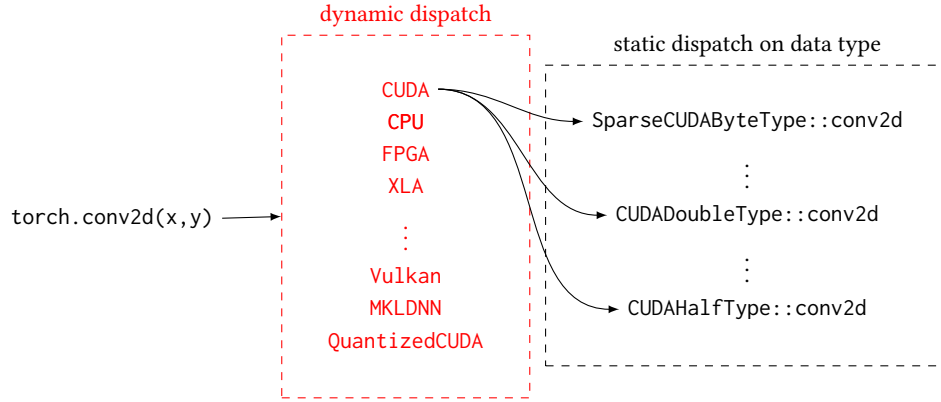 dynamic dispatch
static dispatch on data type
torch.conv2d(x,y)
CUDA
CPU
FPGA
XLA
⋮
Vulkan
MKLDNN
QuantizedCUDA
SparseCUDAByteType::conv2d
⋮
CUDADoubleType::conv2d
⋮
CUDAHalfType::conv2d